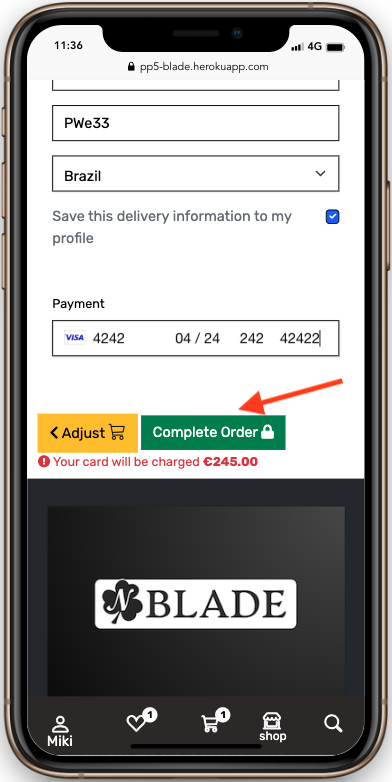 11:36
4G
pp5-blade.herokuapp.com
PWe33
Brazil
Save this delivery information to my
profile
Payment
VISA 4242 04 / 24 242 42422
Adjust Complete Order
! Your card will be charged €245.00
N BLADE
1 1
Miki shop